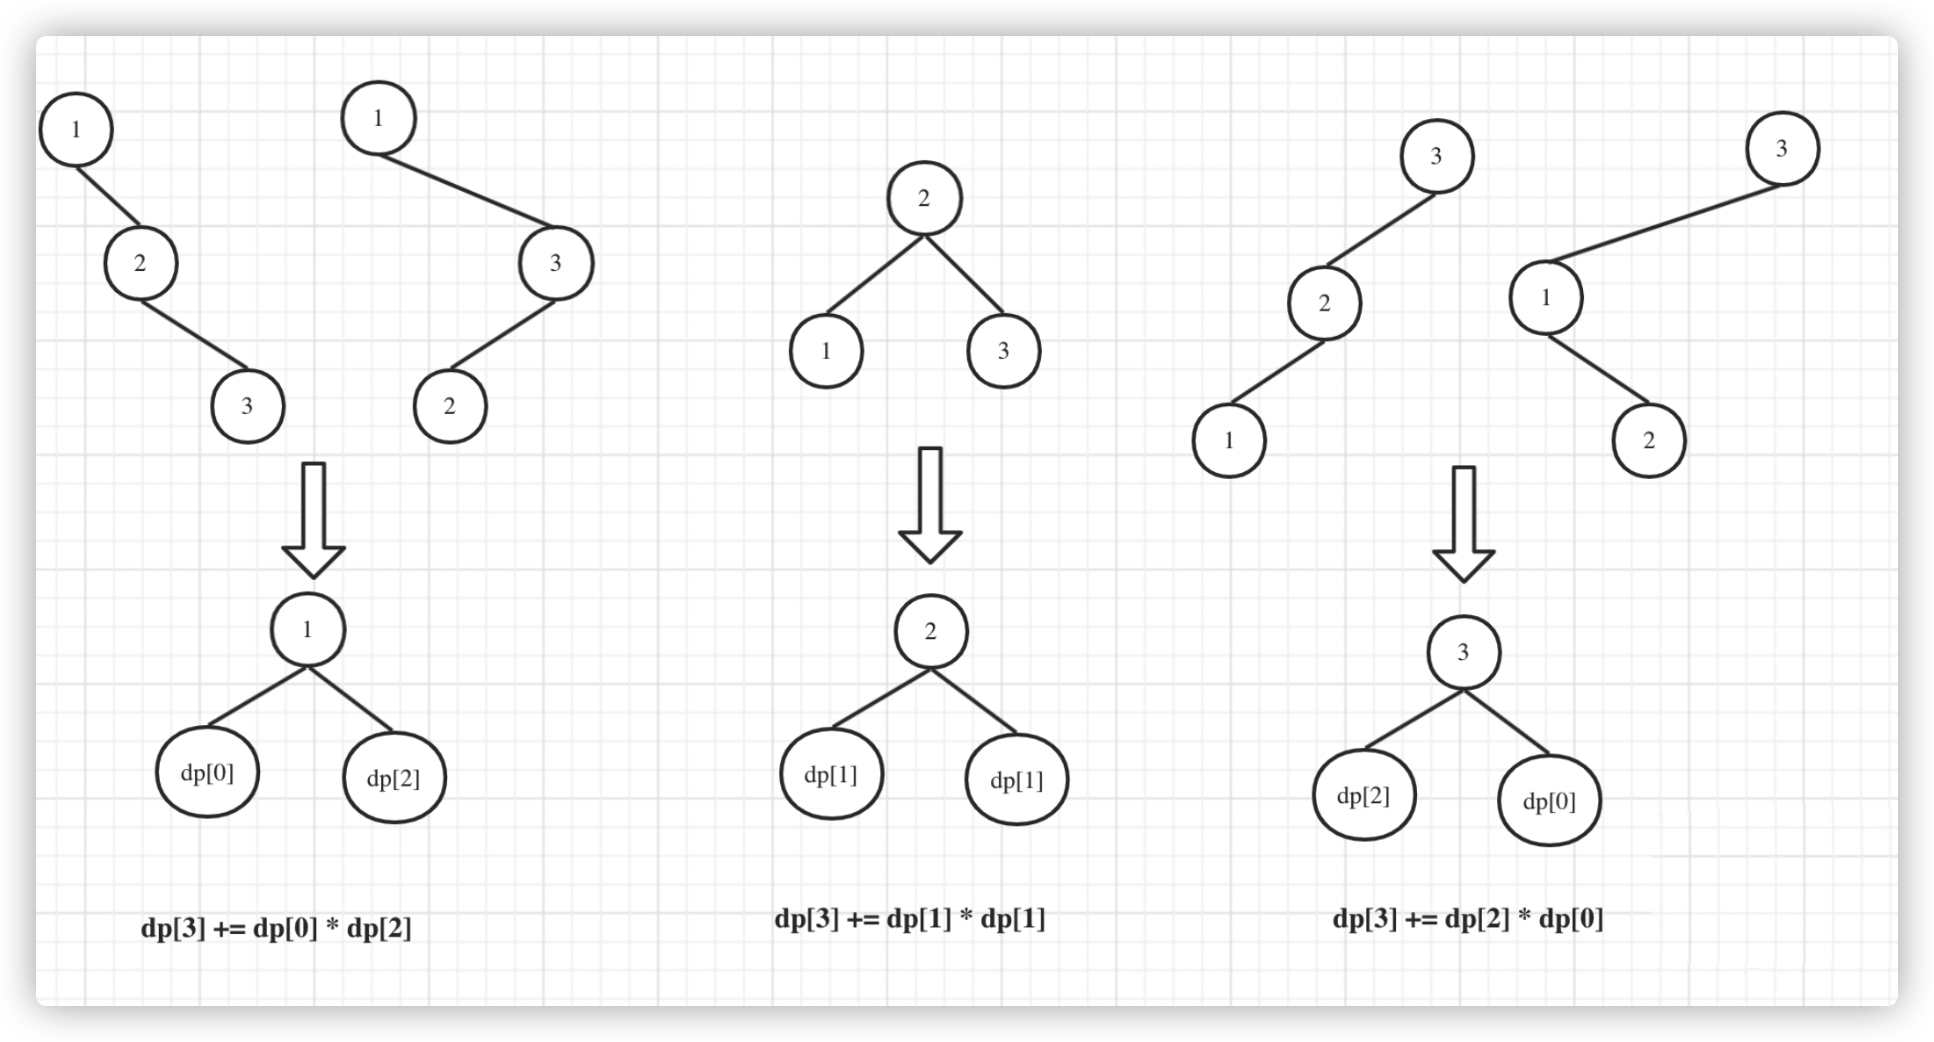 1
2
3
1
3
2
2
1
3
3
2
1
3
1
2
1
dp[0]
dp[2]
dp[3] += dp[0] * dp[2]
2
dp[1]
dp[1]
dp[3] += dp[1] * dp[1]
3
dp[2]
dp[0]
dp[3] += dp[2] * dp[0]